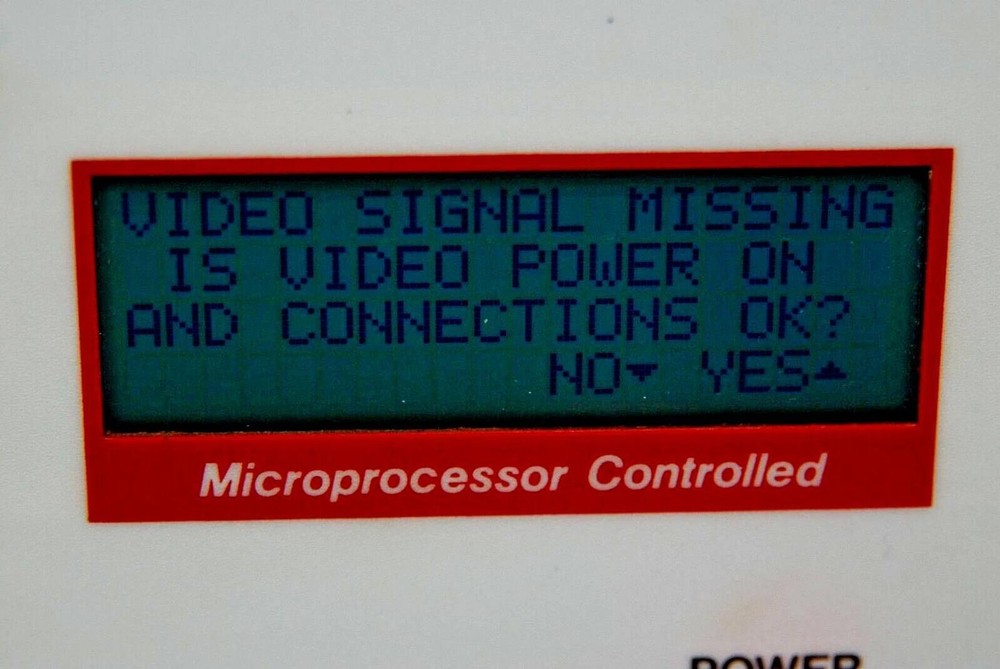 VIDEO SIGNAL MISSING
IS VIDEO POWER ON
AND CONNECTIONS OK?
NO▼ YES▲
Microprocessor Controlled
POWER